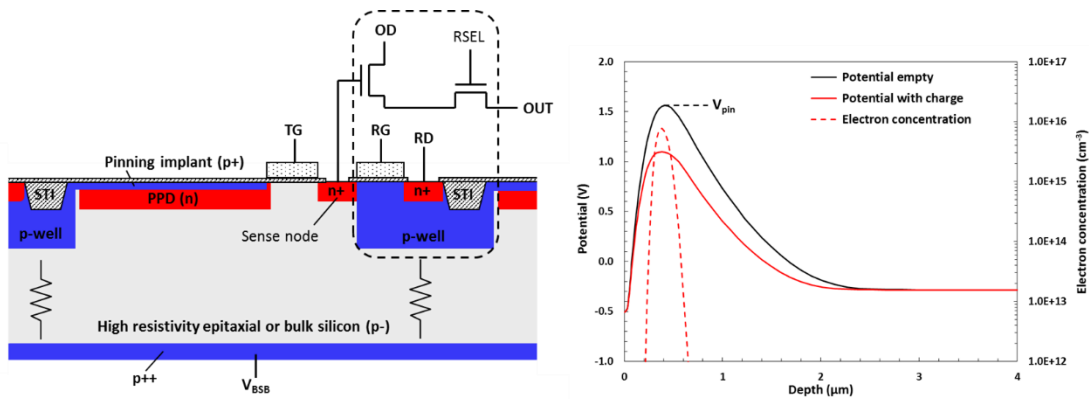 OD
RSEL
OUT
TG
RG
RD
Pinning implant (p+)
STI
PPD (n)
n+
n+
STI
p-well
Sense node
p-well
High resistivity epitaxial or bulk silicon (p-)
p++
V_BSB
2.0
1.5
1.0
0.5
0.0
-0.5
-1.0
Potential (V)
V_pin
Potential empty
Potential with charge
Electron concentration
1.0E+17
1.0E+16
1.0E+15
1.0E+14
1.0E+13
1.0E+12
Electron concentration (cm⁻³)
0
1
2
3
4
Depth (μm)